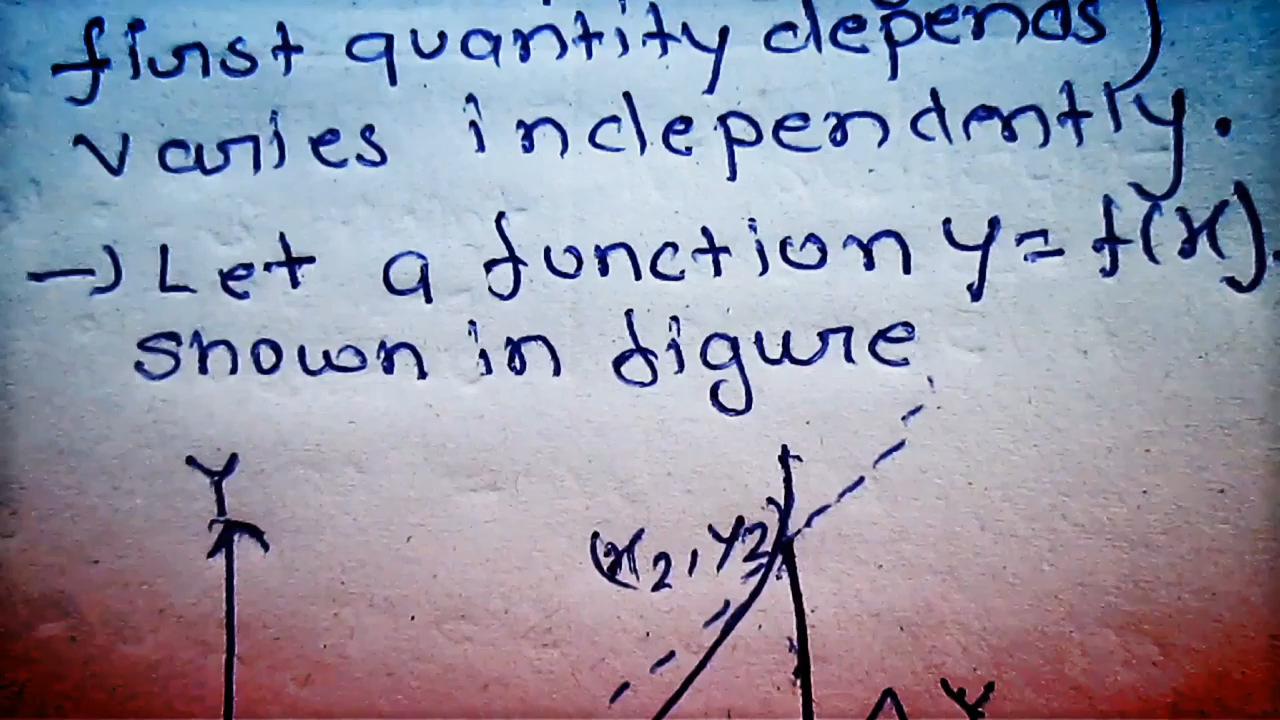 first quantity depends)
varies independently.
→ Let a function y = f(x).
shown in figure
Y
(x2, y2)